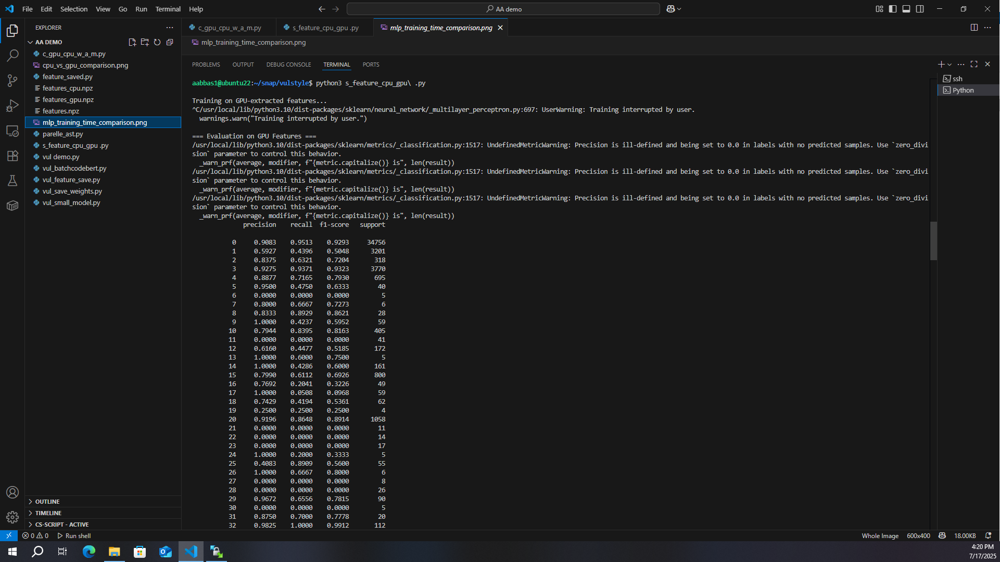 File Edit Selection View Go Run Terminal Help
AA demo
EXPLORER
AA DEMO
c_gpu_cpu_w_a_m.py
cpu_vs_gpu_comparison.png
feature_saved.py
features_cpu.npz
features_gpu.npz
features.npz
mlp_training_time_comparison.png
parelle_ast.py
s_feature_cpu_gpu .py
vul demo.py
vul_batchcodebert.py
vul_feature_save.py
vul_save_weights.py
vul_small_model.py
OUTLINE
TIMELINE
CS-SCRIPT - ACTIVE
c_gpu_cpu_w_a_m.py s_feature_cpu_gpu .py mlp_training_time_comparison.png
mlp_training_time_comparison.png
PROBLEMS OUTPUT DEBUG CONSOLE TERMINAL PORTS
aabbas1@ubuntu22:~/snap/vulstyle$ python3 s_feature_cpu_gpu\ .py
Training on GPU-extracted features...
^C/usr/local/lib/python3.10/dist-packages/sklearn/neural_network/_multilayer_perceptron.py:697: UserWarning: Training interrupted by user.
warnings.warn("Training interrupted by user.")
=== Evaluation on GPU Features ===
/usr/local/lib/python3.10/dist-packages/sklearn/metrics/_classification.py:1517: UndefinedMetricWarning: Precision is ill-defined and being set to 0.0 in labels with no predicted samples. Use `zero_divi
sion` parameter to control this behavior.
_warn_prf(average, modifier, f"{metric.capitalize()} is", len(result))
/usr/local/lib/python3.10/dist-packages/sklearn/metrics/_classification.py:1517: UndefinedMetricWarning: Precision is ill-defined and being set to 0.0 in labels with no predicted samples. Use `zero_divi
sion` parameter to control this behavior.
_warn_prf(average, modifier, f"{metric.capitalize()} is", len(result))
/usr/local/lib/python3.10/dist-packages/sklearn/metrics/_classification.py:1517: UndefinedMetricWarning: Precision is ill-defined and being set to 0.0 in labels with no predicted samples. Use `zero_divi
sion` parameter to control this behavior.
_warn_prf(average, modifier, f"{metric.capitalize()} is", len(result))
precision recall f1-score support
0 0.9083 0.9513 0.9293 34756
1 0.5927 0.4396 0.5048 3201
2 0.8375 0.6321 0.7204 318
3 0.9275 0.9371 0.9323 3770
4 0.8877 0.7165 0.7930 695
5 0.9500 0.4750 0.6333 40
6 0.0000 0.0000 0.0000 5
7 0.8000 0.6667 0.7273 6
8 0.8333 0.8929 0.8621 28
9 1.0000 0.4237 0.5952 59
10 0.7944 0.8395 0.8163 405
11 0.0000 0.0000 0.0000 41
12 0.6160 0.4477 0.5185 172
13 1.0000 0.6000 0.7500 5
14 1.0000 0.4286 0.6000 161
15 0.7990 0.6112 0.6926 800
16 0.7692 0.2041 0.3226 49
17 1.0000 0.0508 0.0968 59
18 0.7429 0.4194 0.5361 62
19 0.2500 0.2500 0.2500 4
20 0.9196 0.8648 0.8914 1058
21 0.0000 0.0000 0.0000 11
22 0.0000 0.0000 0.0000 14
23 0.0000 0.0000 0.0000 17
24 1.0000 0.2000 0.3333 5
25 0.4083 0.8909 0.5600 55
26 1.0000 0.6667 0.8000 6
27 0.0000 0.0000 0.0000 8
28 0.0000 0.0000 0.0000 26
29 0.9672 0.6556 0.7815 90
30 0.0000 0.0000 0.0000 5
31 0.8750 0.7000 0.7778 20
32 0.9825 1.0000 0.9912 112
ssh
Python
0 0 Run shell
Whole Image 600x400 18.00KB
4:20 PM
7/17/2025